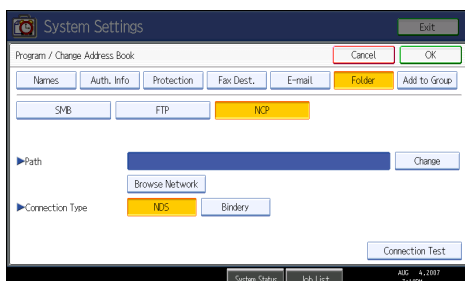 System Settings Exit
Program / Change Address Book Cancel OK
Names Auth. Info Protection Fax Dest. E-mail Folder Add to Group
SMB FTP NCP
▶Path Change
Browse Network
▶Connection Type NDS Bindery
Connection Test
System Status Job List AUG 4,2007